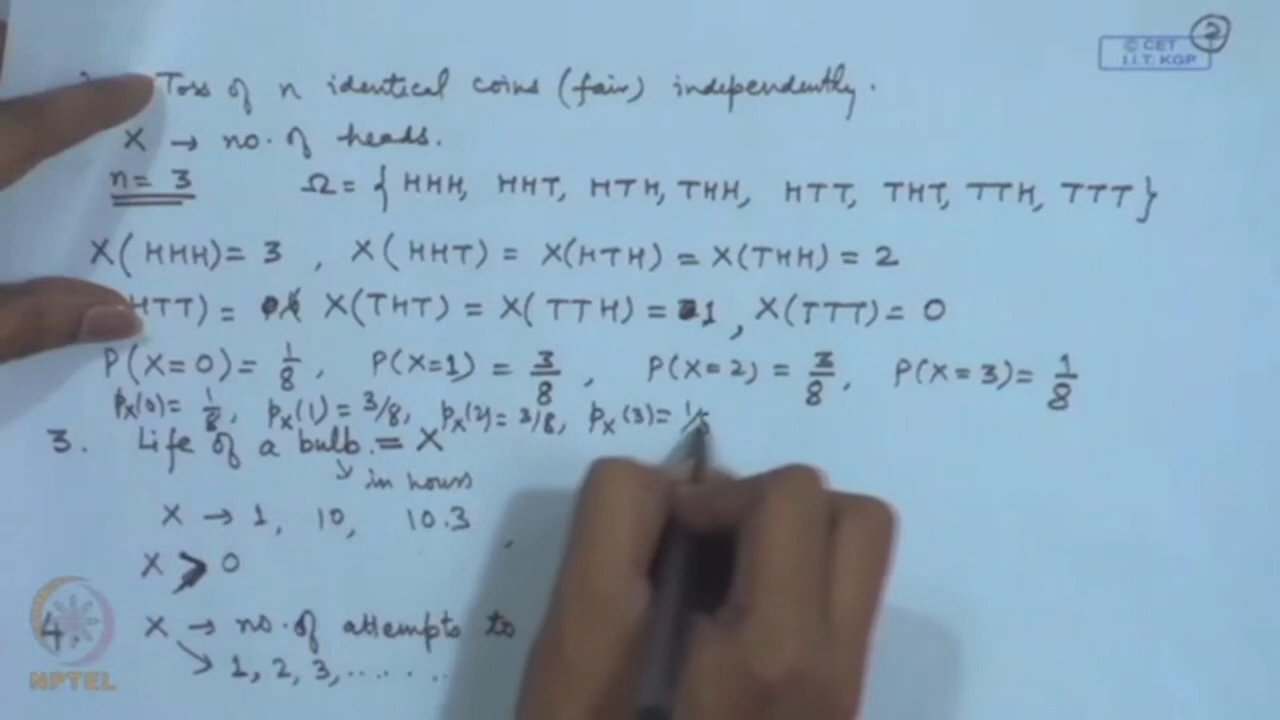 2
© CET
I.I.T. KGP
Toss of n identical coins (fair) independently.
X → no. of heads.
n = 3 Ω = { HHH, HHT, HTH, THH, HTT, THT, TTH, TTT }
X( HHH) = 3 , X( HHT) = X(HTH) = X(THH) = 2
HTT) = X(THT) = X( TTH) = 1 , X(TTT) = 0
P(X=0) = 1/8 , P(X=1) = 3/8 , P(X=2) = 3/8 , P(X=3) = 1/8
pX(0) = 1/8 , pX(1) = 3/8, pX(2) = 3/8, pX(3) = 1/
3. Life of a bulb = X
↘ in hours
X → 1, 10, 10.3
X > 0
4. X → no. of attempts to
↘ 1, 2, 3, ......
NPTEL